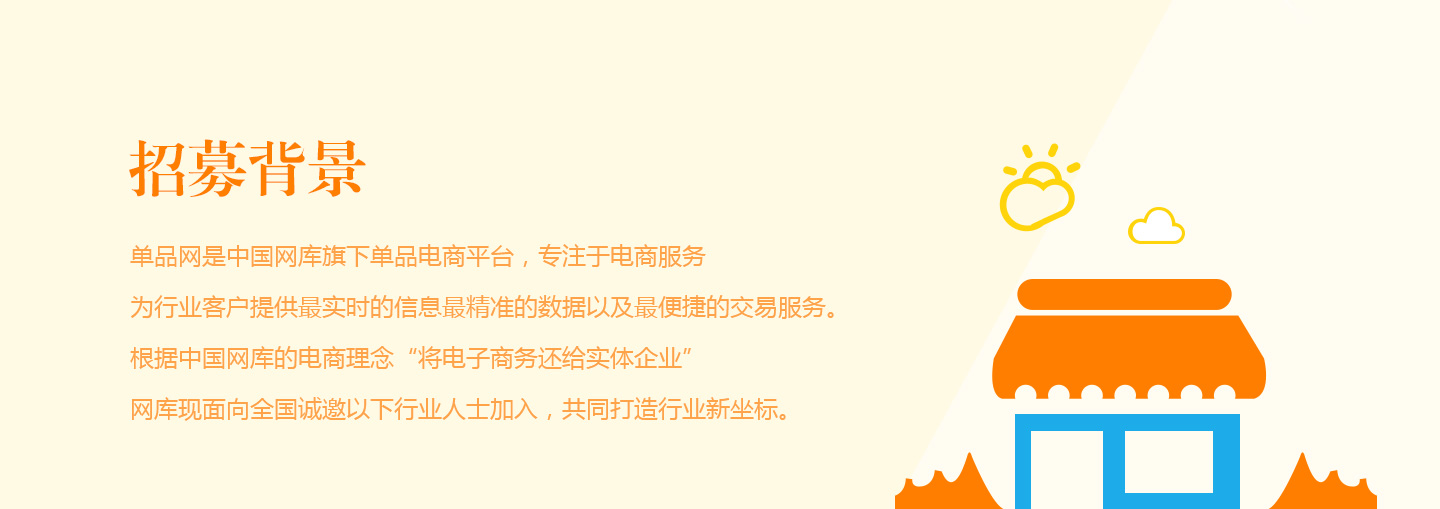 招募背景
单品网是中国网库旗下单品电商平台，专注于电商服务
为行业客户提供最实时的信息最精准的数据以及最便捷的交易服务。
根据中国网库的电商理念“将电子商务还给实体企业”
网库现面向全国诚邀以下行业人士加入，共同打造行业新坐标。